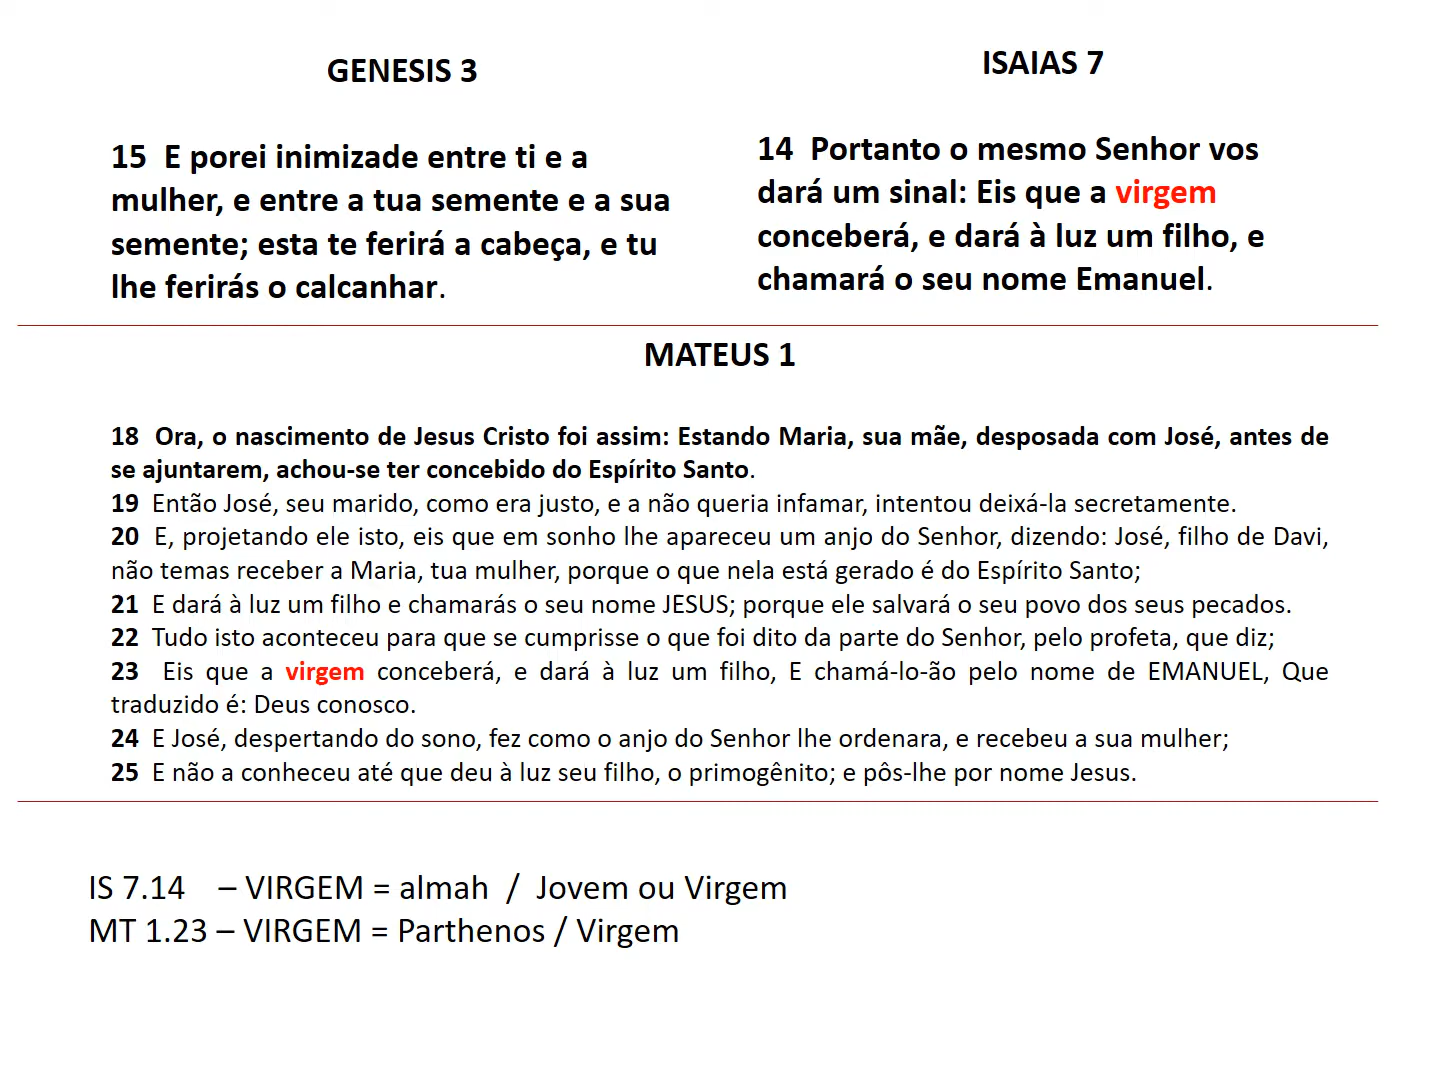 GENESIS 3
15  E porei inimizade entre ti e a
mulher, e entre a tua semente e a sua
semente; esta te ferirá a cabeça, e tu
lhe ferirás o calcanhar.
ISAIAS 7
14  Portanto o mesmo Senhor vos
dará um sinal: Eis que a virgem
conceberá, e dará à luz um filho, e
chamará o seu nome Emanuel.
MATEUS 1
18  Ora, o nascimento de Jesus Cristo foi assim: Estando Maria, sua mãe, desposada com José, antes de
se ajuntarem, achou-se ter concebido do Espírito Santo.
19  Então José, seu marido, como era justo, e a não queria infamar, intentou deixá-la secretamente.
20  E, projetando ele isto, eis que em sonho lhe apareceu um anjo do Senhor, dizendo: José, filho de Davi,
não temas receber a Maria, tua mulher, porque o que nela está gerado é do Espírito Santo;
21  E dará à luz um filho e chamarás o seu nome JESUS; porque ele salvará o seu povo dos seus pecados.
22  Tudo isto aconteceu para que se cumprisse o que foi dito da parte do Senhor, pelo profeta, que diz;
23  Eis que a virgem conceberá, e dará à luz um filho, E chamá-lo-ão pelo nome de EMANUEL, Que
traduzido é: Deus conosco.
24  E José, despertando do sono, fez como o anjo do Senhor lhe ordenara, e recebeu a sua mulher;
25  E não a conheceu até que deu à luz seu filho, o primogênito; e pôs-lhe por nome Jesus.
IS 7.14 – VIRGEM = almah / Jovem ou Virgem
MT 1.23 – VIRGEM = Parthenos / Virgem